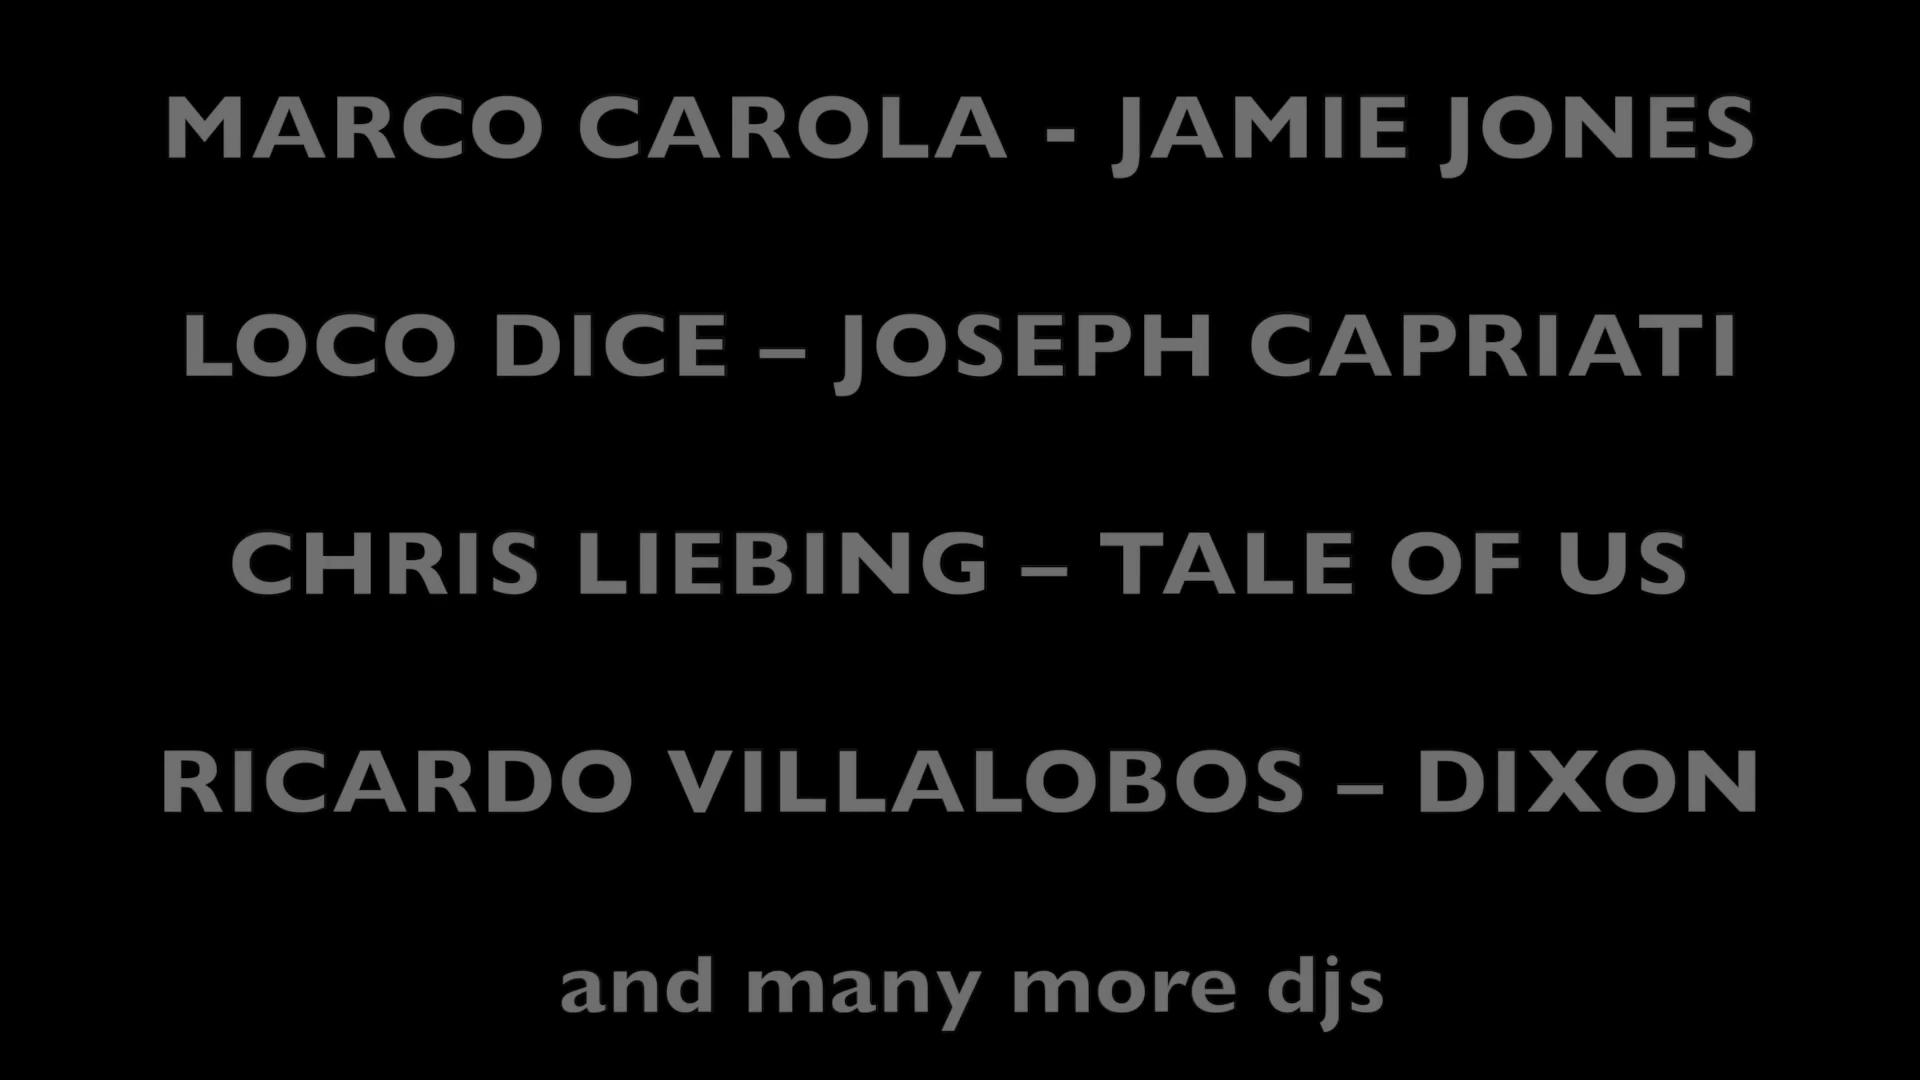 MARCO CAROLA - JAMIE JONES
LOCO DICE – JOSEPH CAPRIATI
CHRIS LIEBING – TALE OF US
RICARDO VILLALOBOS – DIXON
and many more djs